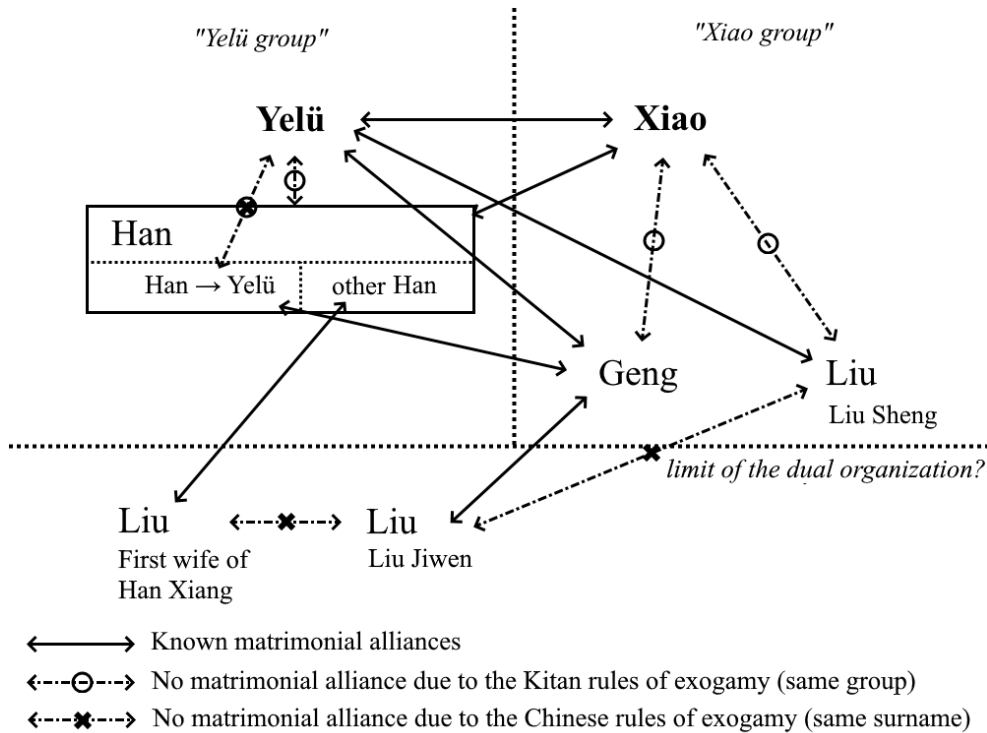 "Yelü group"
"Xiao group"
Yelü
Xiao
Han
Han → Yelü
other Han
Geng
Liu
Liu Sheng
limit of the dual organization?
Liu
First wife of
Han Xiang
Liu
Liu Jiwen
Known matrimonial alliances
No matrimonial alliance due to the Kitan rules of exogamy (same group)
No matrimonial alliance due to the Chinese rules of exogamy (same surname)